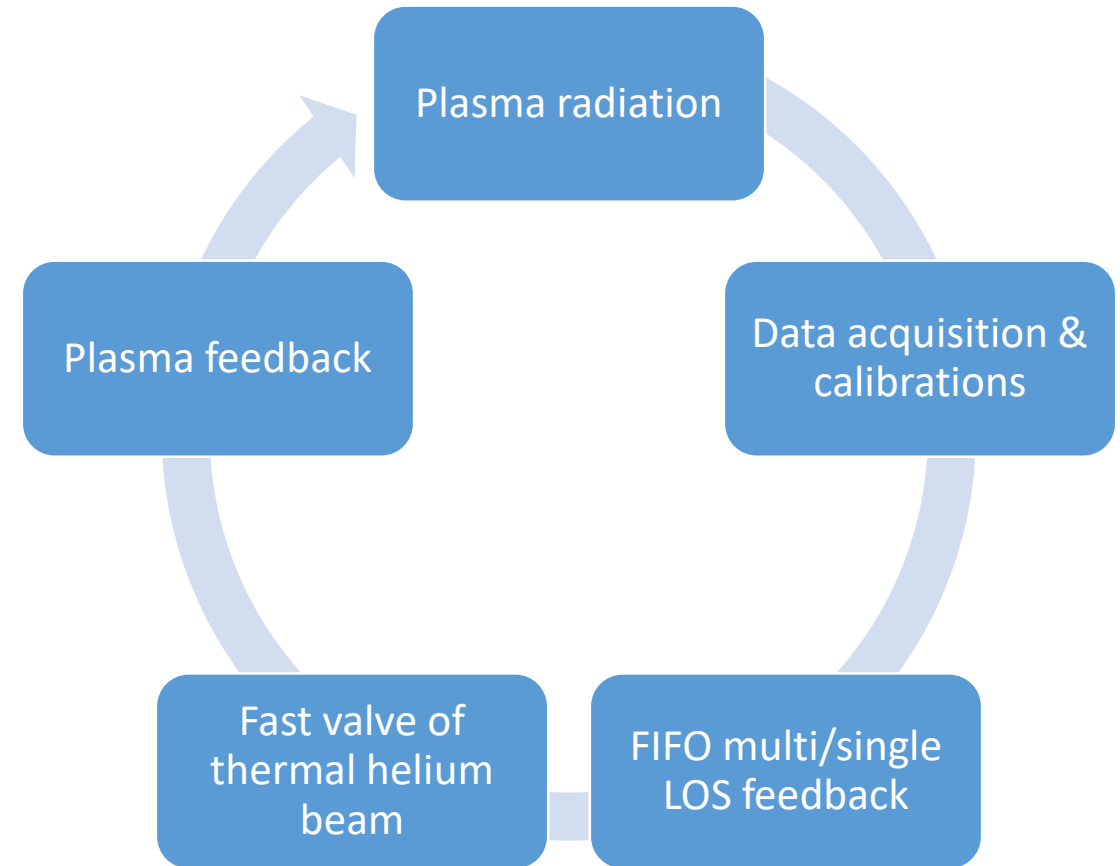 Plasma radiation
Data acquisition &
calibrations
FIFO multi/single
LOS feedback
Fast valve of
thermal helium
beam
Plasma feedback